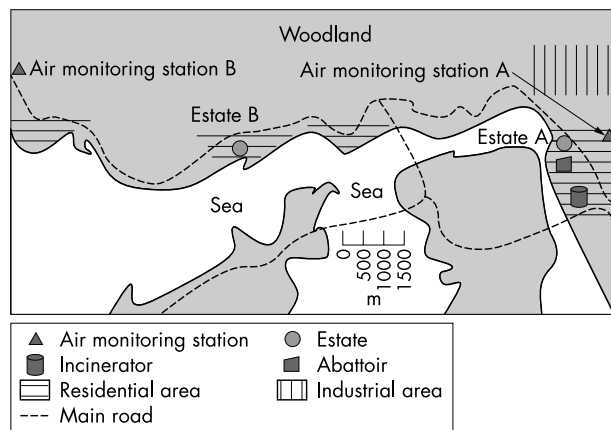 Woodland
Air monitoring station B
Air monitoring station A
Estate B
Estate A
Sea
Sea
0
500
1000
1500
m
Air monitoring station
Estate
Incinerator
Abattoir
Residential area
Industrial area
Main road